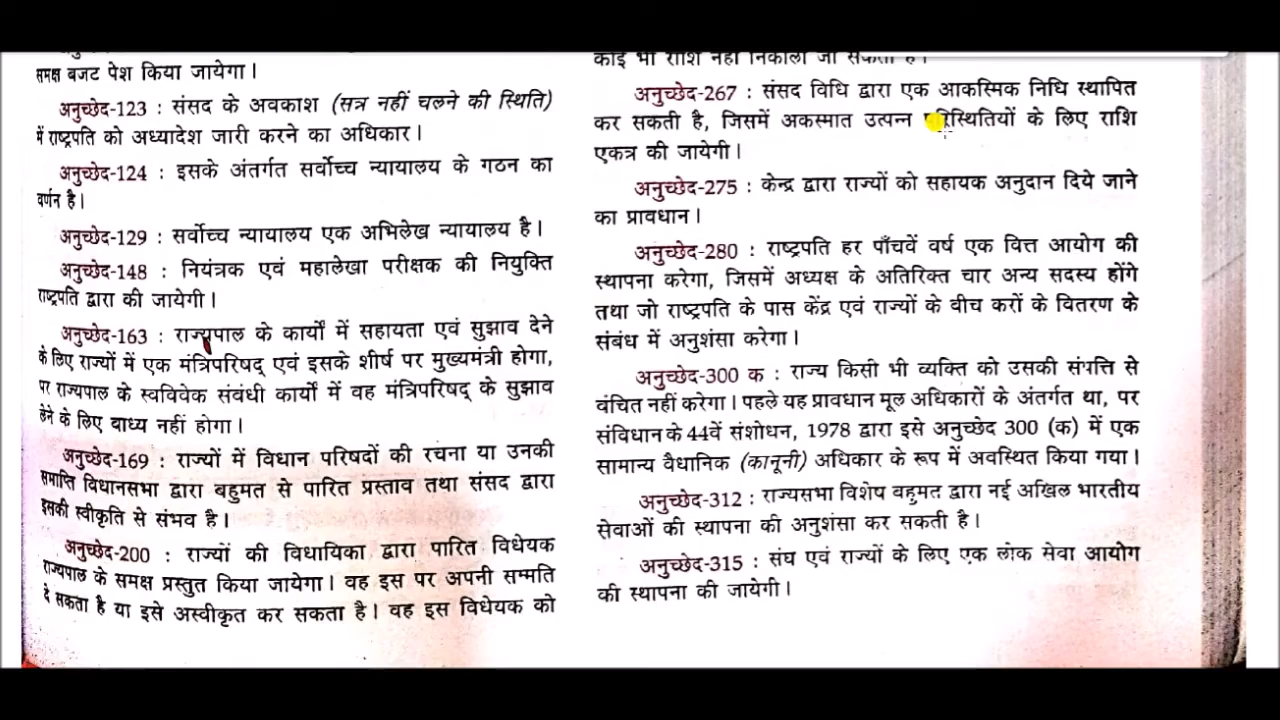 समक्ष बजट पेश किया जायेगा।
अनुच्छेद-123 : संसद के अवकाश (सत्र नहीं चलने की स्थिति)
में राष्ट्रपति को अध्यादेश जारी करने का अधिकार।
अनुच्छेद-124 : इसके अंतर्गत सर्वोच्च न्यायालय के गठन का
वर्णन है।
अनुच्छेद-129 : सर्वोच्च न्यायालय एक अभिलेख न्यायालय है।
अनुच्छेद-148 : नियंत्रक एवं महालेखा परीक्षक की नियुक्ति
राष्ट्रपति द्वारा की जायेगी।
अनुच्छेद-163 : राज्यपाल के कार्यों में सहायता एवं सुझाव देने
के लिए राज्यों में एक मंत्रिपरिषद् एवं इसके शीर्ष पर मुख्यमंत्री होगा,
पर राज्यपाल के स्वविवेक संबंधी कार्यों में वह मंत्रिपरिषद् के सुझाव
लेने के लिए बाध्य नहीं होगा।
अनुच्छेद-169 : राज्यों में विधान परिषदों की रचना या उनकी
समाप्ति विधानसभा द्वारा बहुमत से पारित प्रस्ताव तथा संसद द्वारा
इसकी स्वीकृति से संभव है।
अनुच्छेद-200 : राज्यों की विधायिका द्वारा पारित विधेयक
राज्यपाल के समक्ष प्रस्तुत किया जायेगा। वह इस पर अपनी सम्मति
दे सकता है या इसे अस्वीकृत कर सकता है। वह इस विधेयक को
कोई भी राशि नहीं निकाली जा सकती है।
अनुच्छेद-267 : संसद विधि द्वारा एक आकस्मिक निधि स्थापित
कर सकती है, जिसमें अकस्मात उत्पन्न परिस्थितियों के लिए राशि
एकत्र की जायेगी।
अनुच्छेद-275 : केन्द्र द्वारा राज्यों को सहायक अनुदान दिये जाने
का प्रावधान।
अनुच्छेद-280 : राष्ट्रपति हर पाँचवें वर्ष एक वित्त आयोग की
स्थापना करेगा, जिसमें अध्यक्ष के अतिरिक्त चार अन्य सदस्य होंगे
तथा जो राष्ट्रपति के पास केंद्र एवं राज्यों के बीच करों के वितरण के
संबंध में अनुशंसा करेगा।
अनुच्छेद-300 क : राज्य किसी भी व्यक्ति को उसकी संपत्ति से
वंचित नहीं करेगा। पहले यह प्रावधान मूल अधिकारों के अंतर्गत था, पर
संविधान के 44वें संशोधन, 1978 द्वारा इसे अनुच्छेद 300 (क) में एक
सामान्य वैधानिक (कानूनी) अधिकार के रूप में अवस्थित किया गया।
अनुच्छेद-312 : राज्यसभा विशेष बहुमत द्वारा नई अखिल भारतीय
सेवाओं की स्थापना की अनुशंसा कर सकती है।
अनुच्छेद-315 : संघ एवं राज्यों के लिए एक लोक सेवा आयोग
की स्थापना की जायेगी।